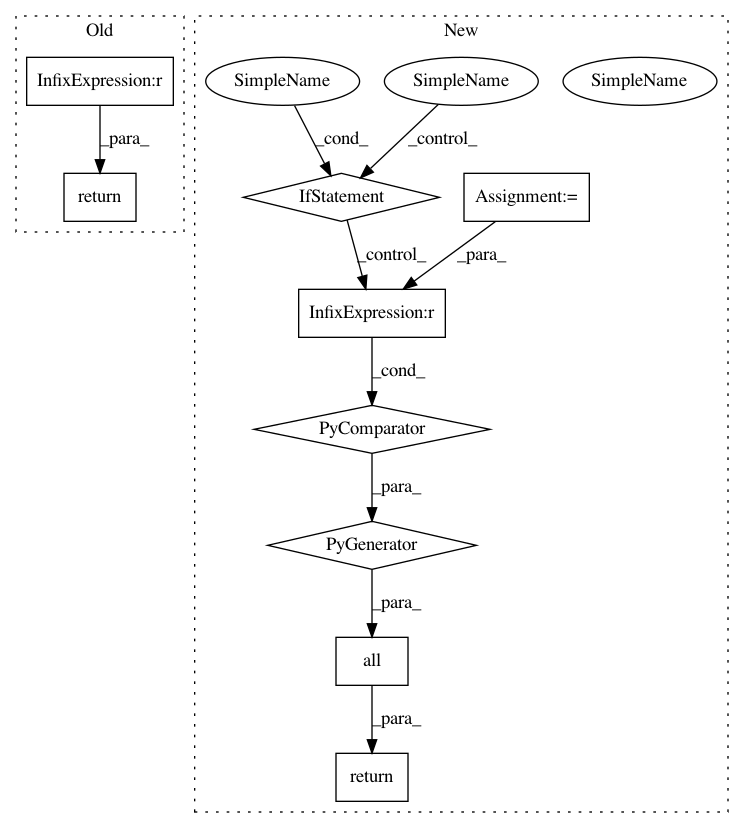 Old
New
InfixExpression:r
SimpleName
SimpleName
SimpleName
_para_
_cond_
_control_
return
IfStatement
Assignment:=
_control_
_para_
InfixExpression:r
_cond_
PyComparator
_para_
PyGenerator
_para_
all
_para_
return